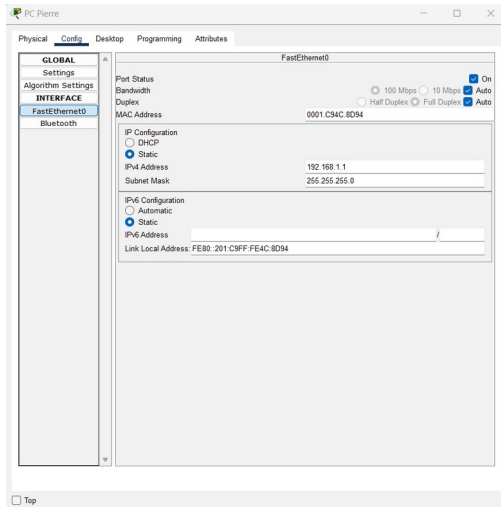 PC Pierre
Physical Config Desktop Programming Attributes
GLOBAL
Settings
Algorithm Settings
INTERFACE
FastEthernet0
Bluetooth
FastEthernet0
Port Status On
Bandwidth 100 Mbps 10 Mbps Auto
Duplex Half Duplex Full Duplex Auto
MAC Address 0001.C94C.8D94
IP Configuration
DHCP
Static
IPv4 Address 192.168.1.1
Subnet Mask 255.255.255.0
IPv6 Configuration
Automatic
Static
IPv6 Address /
Link Local Address: FE80::201:C9FF:FE4C:8D94
Top